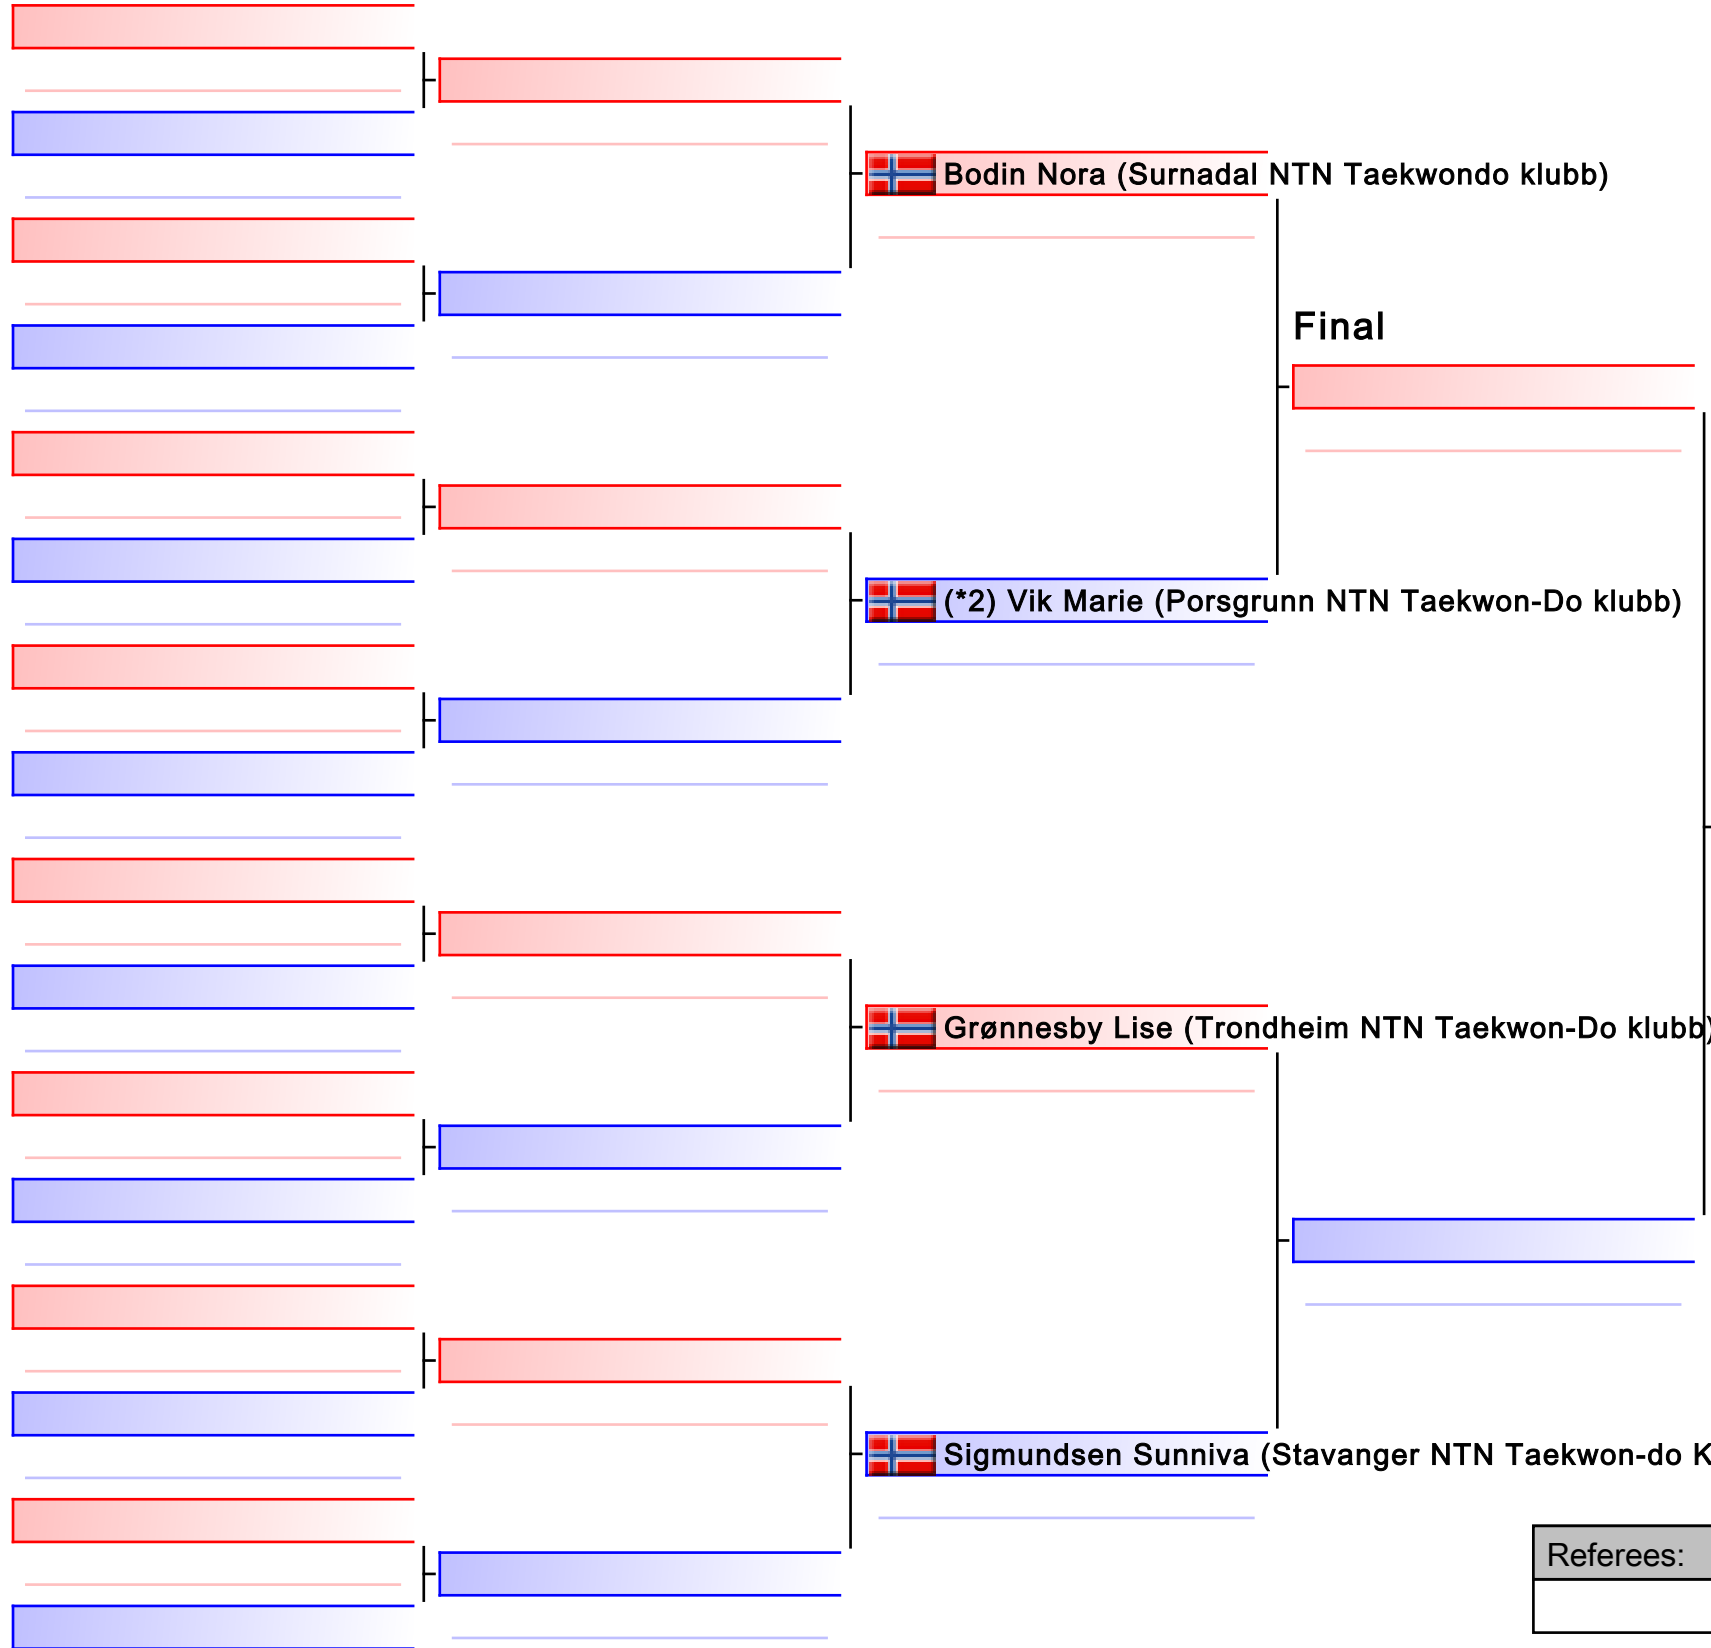 Bodin Nora (Surnadal NTN Taekwondo klubb)
Final
(*2) Vik Marie (Porsgrunn NTN Taekwon-Do klubb)
Grønnesby Lise (Trondheim NTN Taekwon-Do klubb)
Sigmundsen Sunniva (Stavanger NTN Taekwon-do K
Referees: